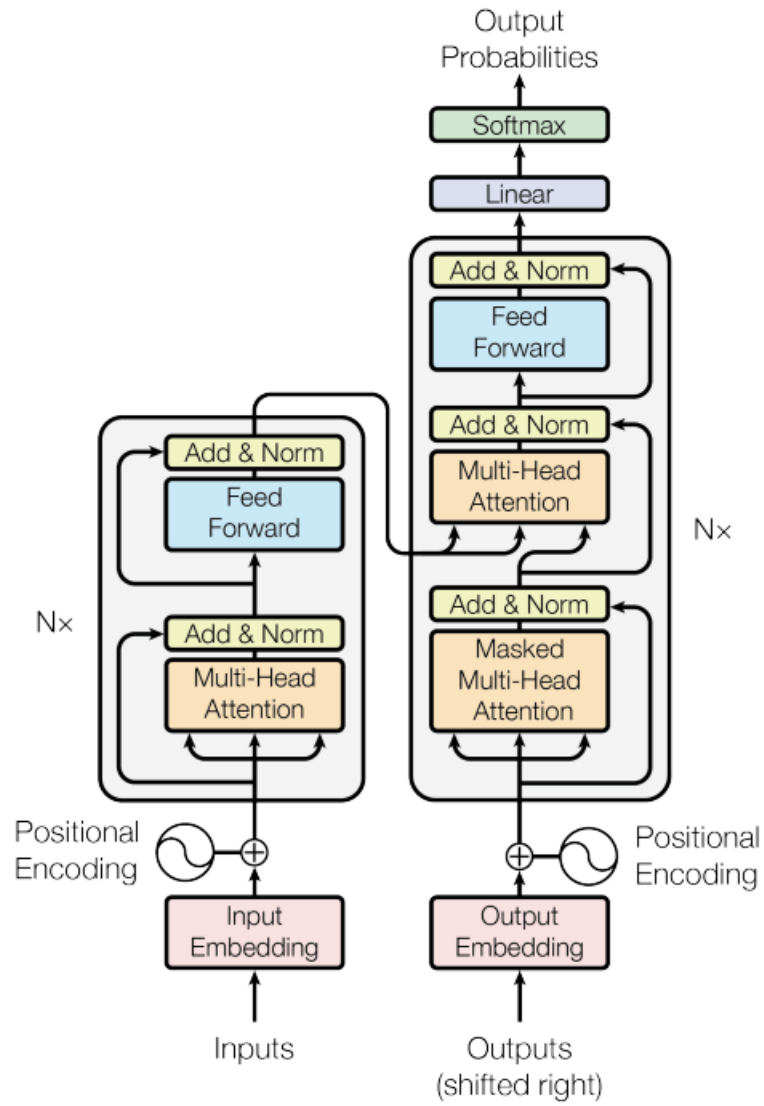 Output
Probabilities
Softmax
Linear
Add & Norm
Feed
Forward
Add & Norm
Multi-Head
Attention
Add & Norm
Masked
Multi-Head
Attention
Nx
Add & Norm
Feed
Forward
Add & Norm
Multi-Head
Attention
Nx
Positional
Encoding
Positional
Encoding
Input
Embedding
Output
Embedding
Inputs
Outputs
(shifted right)